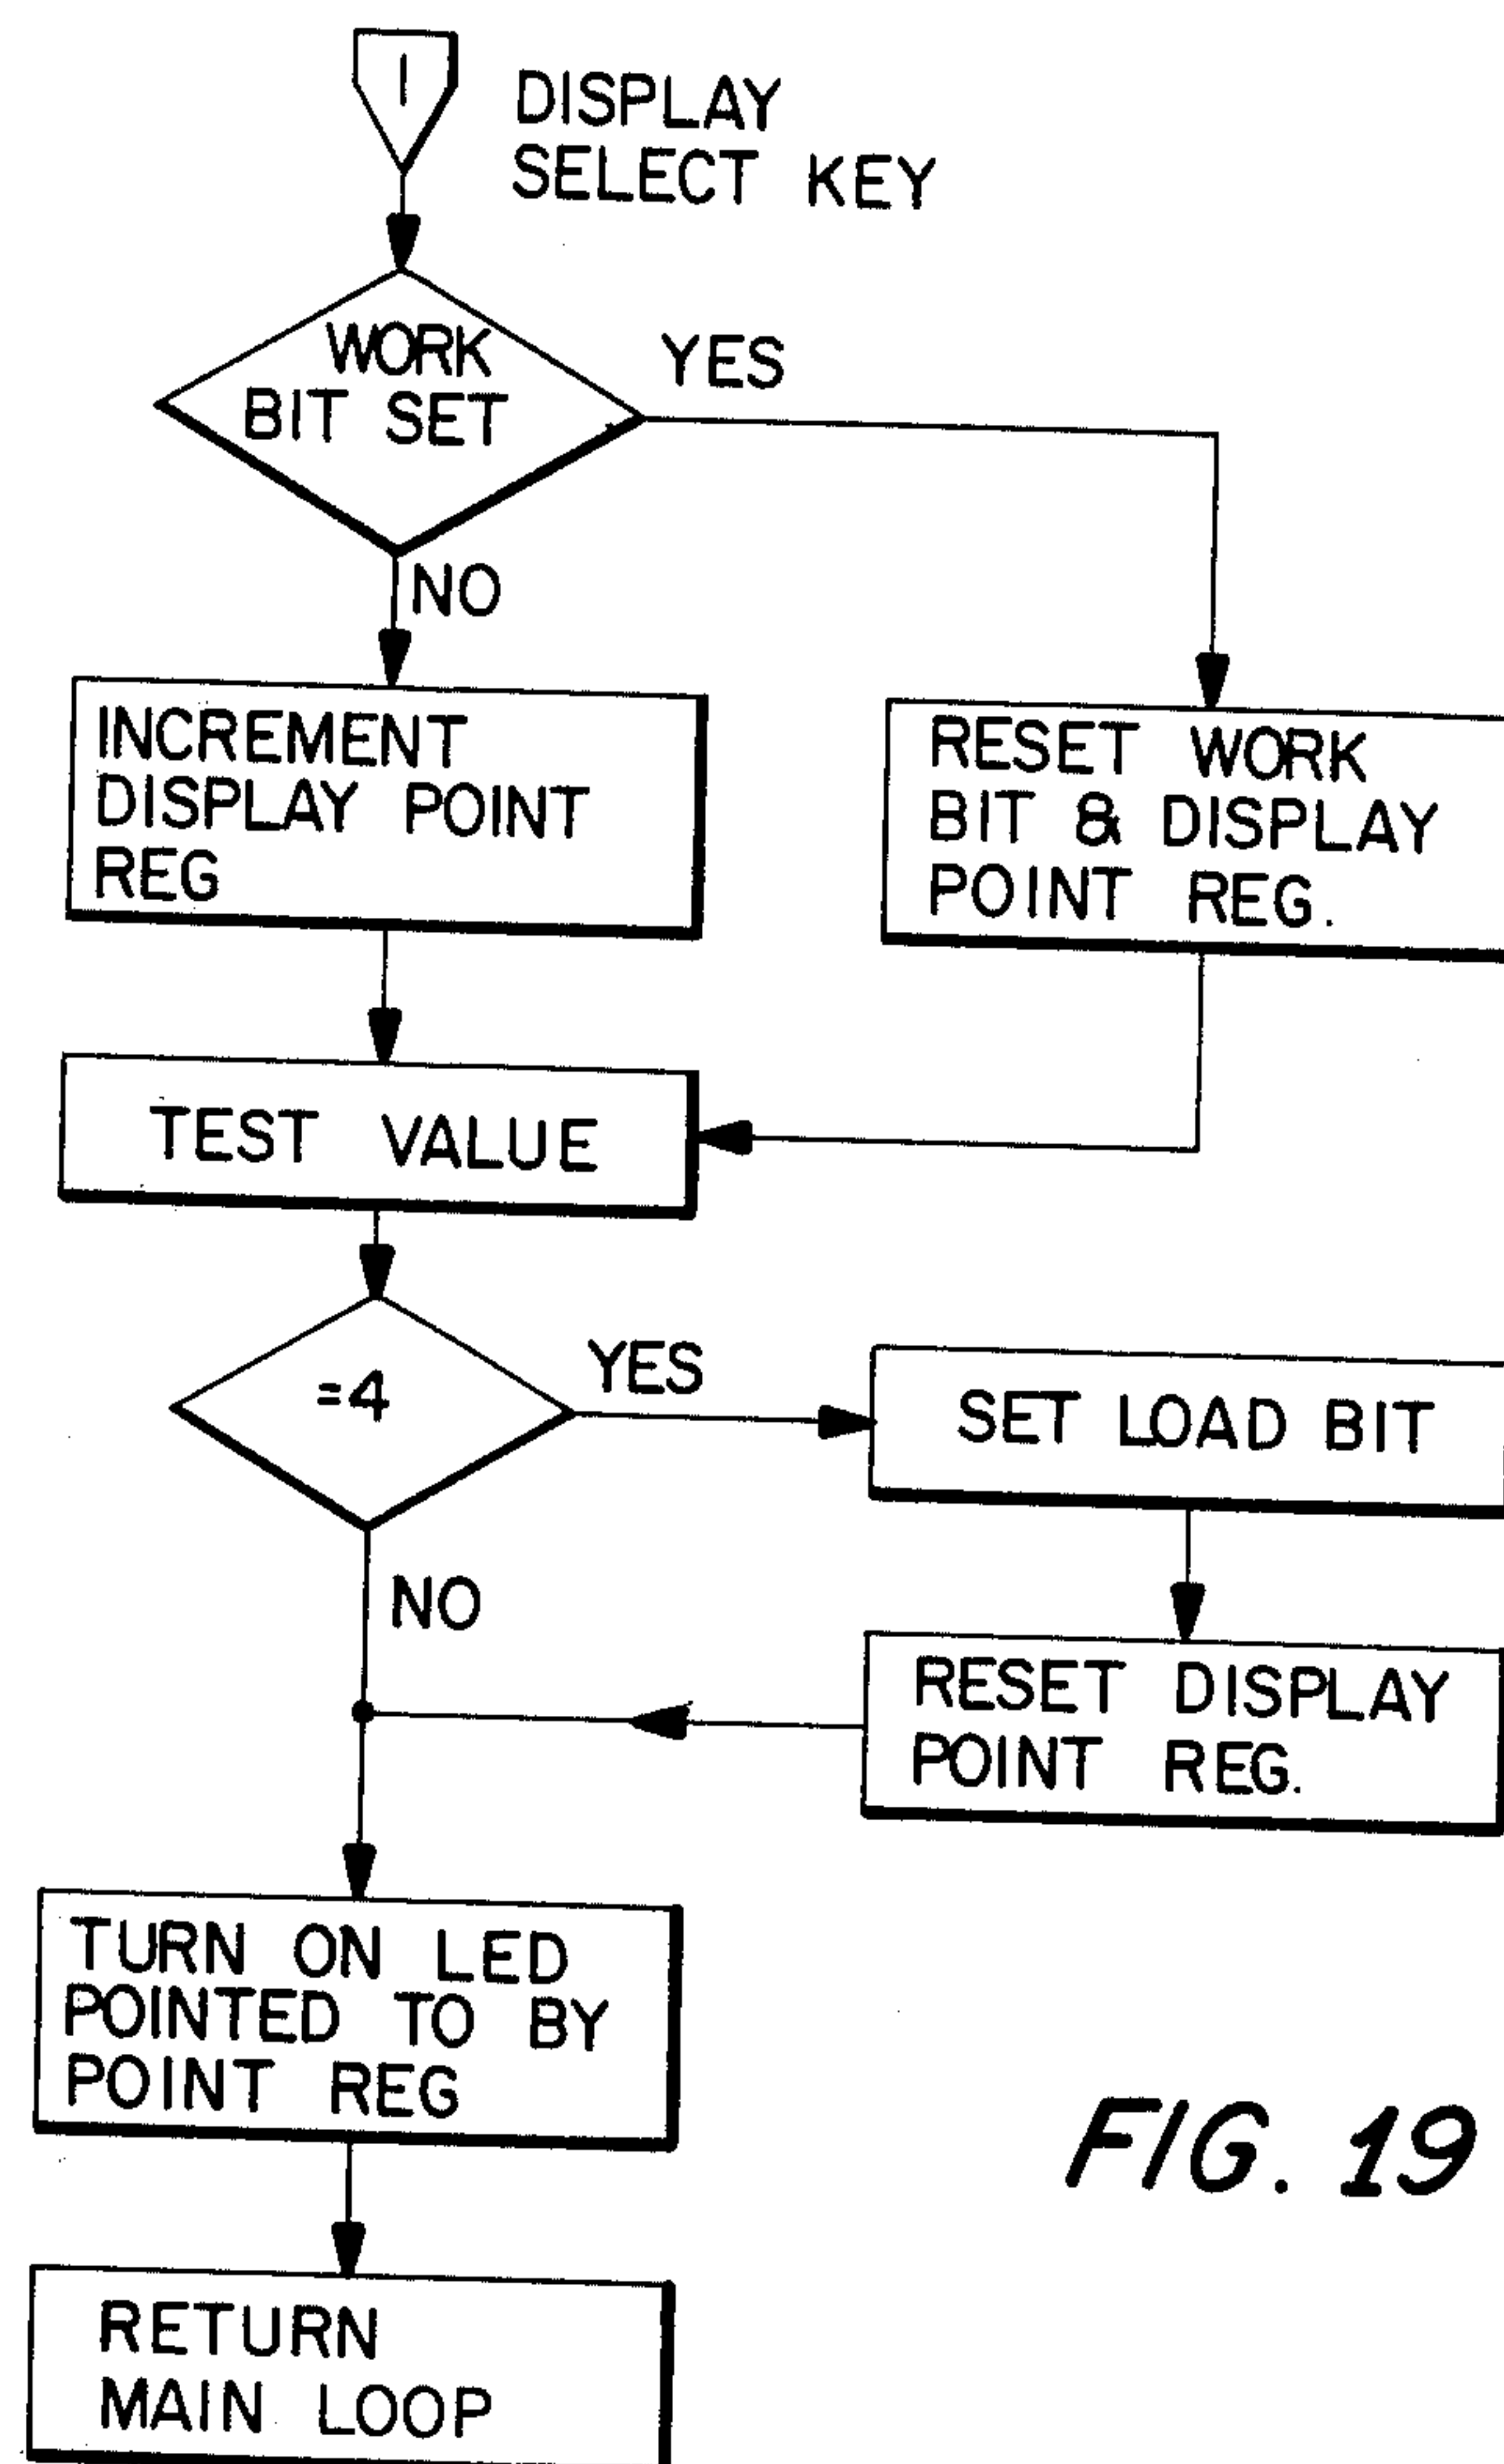 1
DISPLAY
SELECT KEY
WORK
BIT SET
YES
NO
INCREMENT
DISPLAY POINT
REG
RESET WORK
BIT & DISPLAY
POINT REG.
TEST VALUE
=4
YES
SET LOAD BIT
NO
RESET DISPLAY
POINT REG.
TURN ON LED
POINTED TO BY
POINT REG
FIG. 19
RETURN
MAIN LOOP